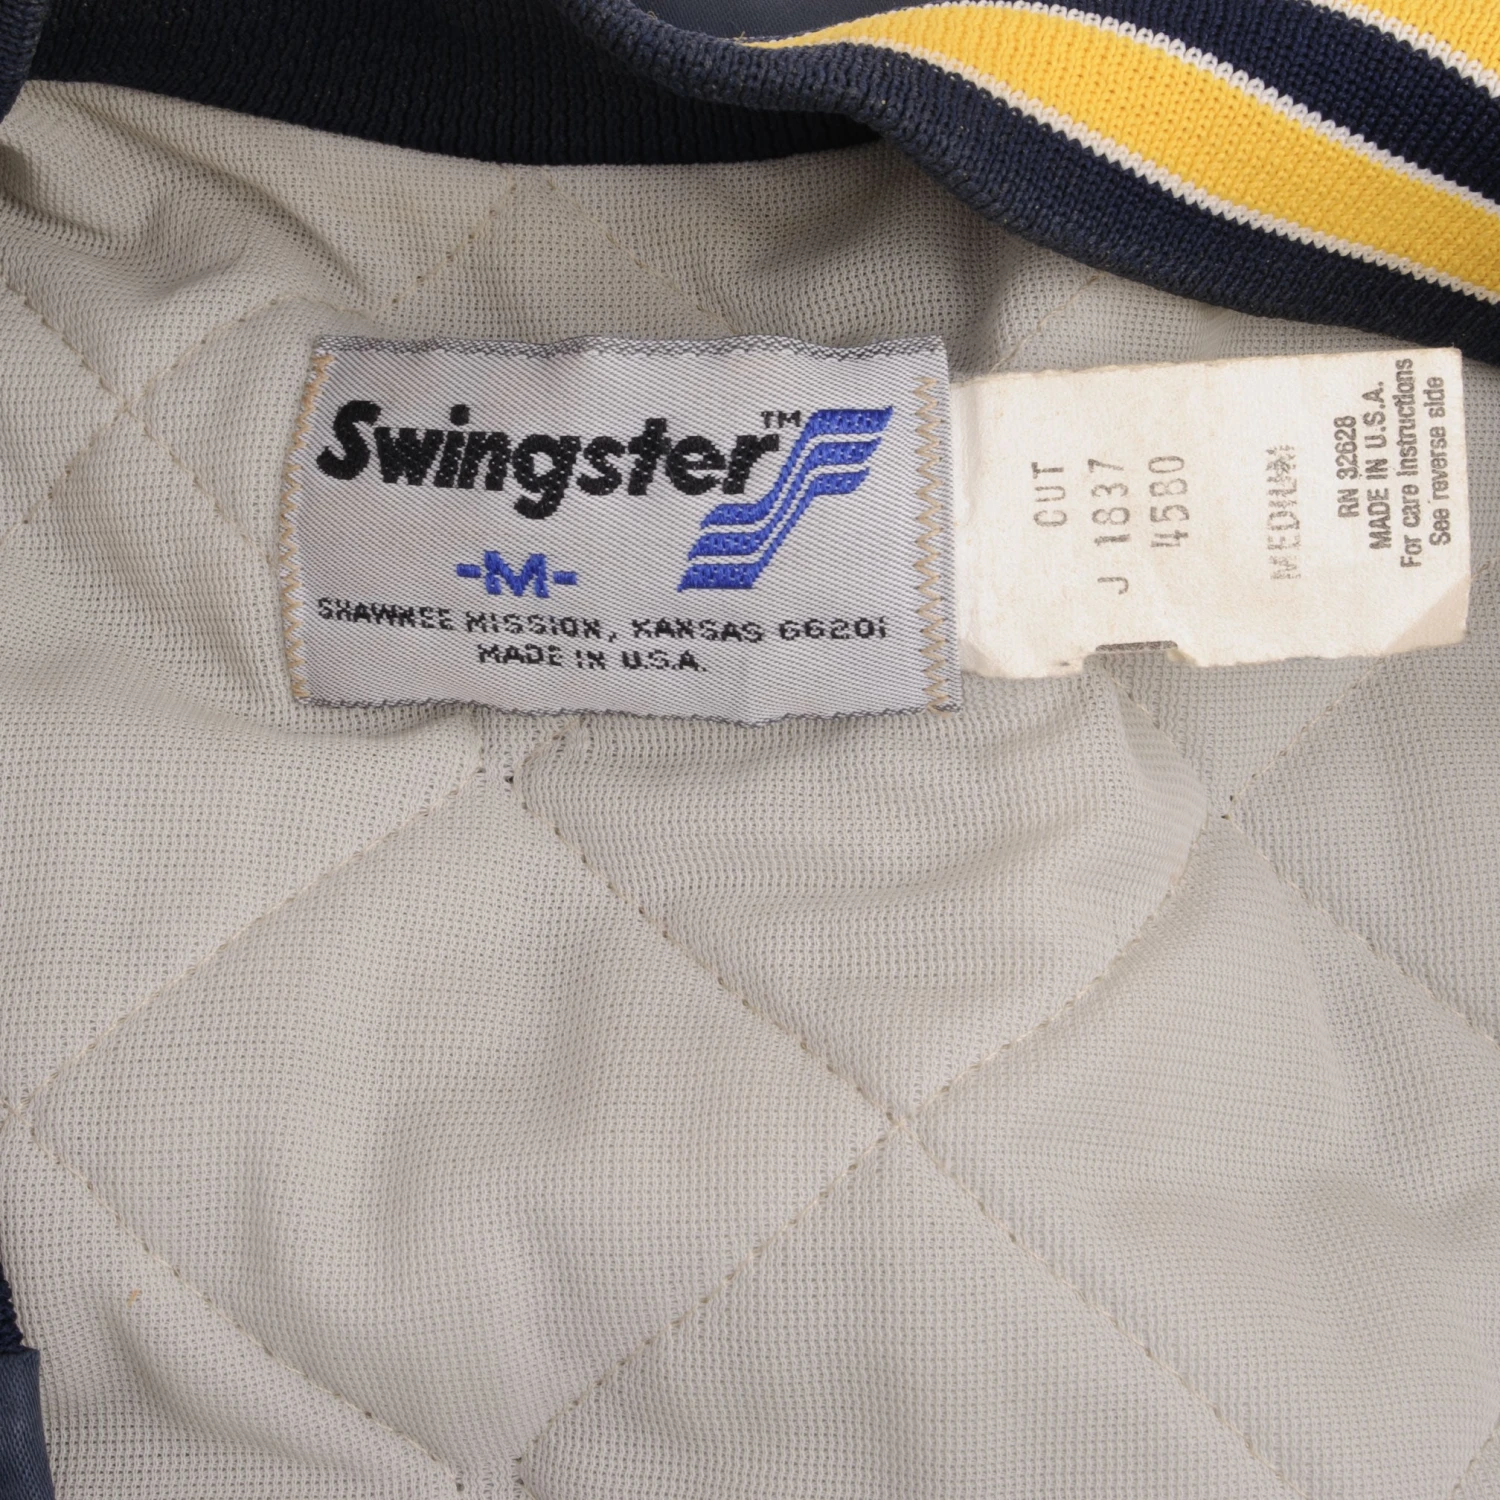 Swingster™
-M-
SHAWNEE MISSION, KANSAS 66201
MADE IN U.S.A.
CUT
J 1837
4580
MEDIUM
RN 32628
MADE IN U.S.A.
For care instructions
See reverse side